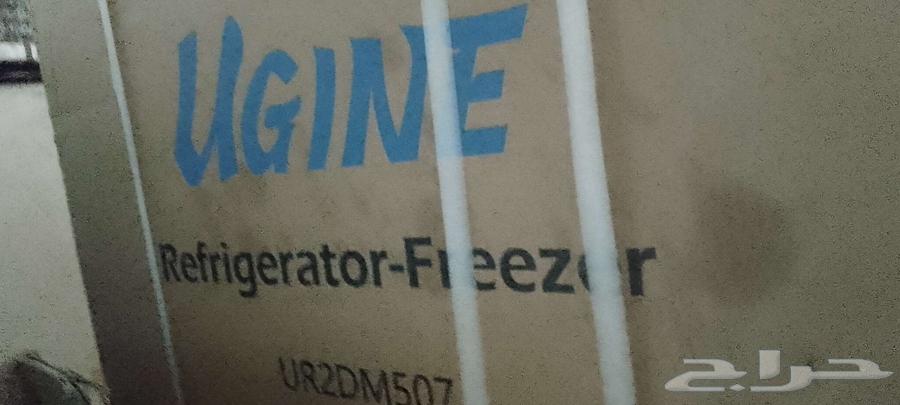 UGINE
Refrigerator-Freezer
UR2DM507
حراج